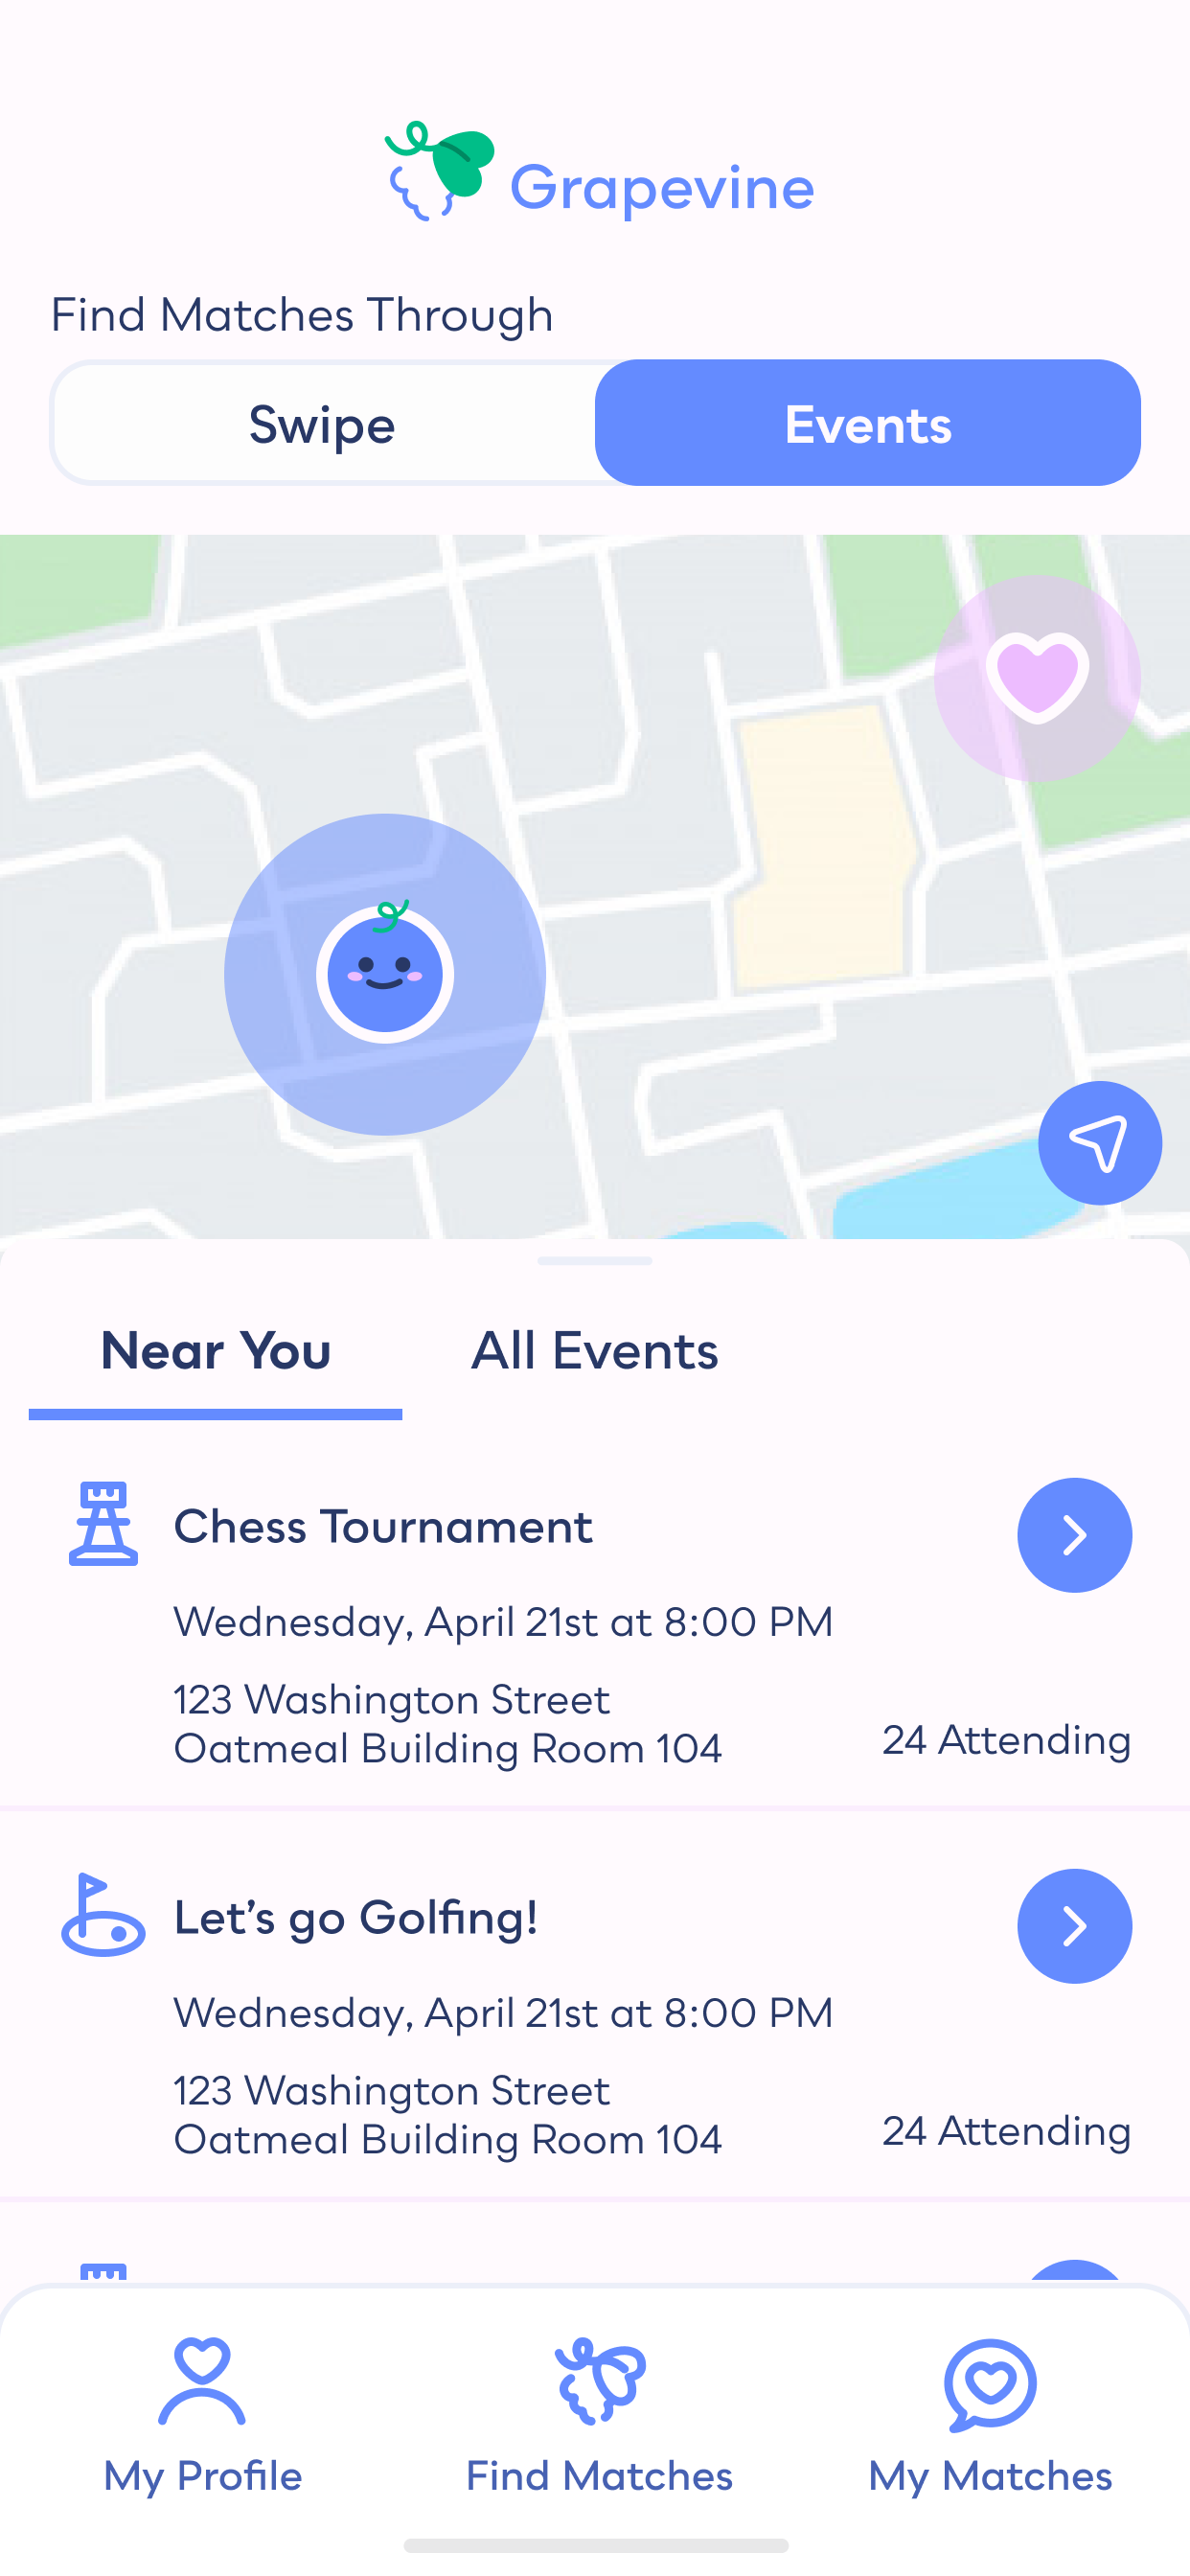 Grapevine
Find Matches Through
Swipe
Events
Near You
All Events
Chess Tournament
Wednesday, April 21st at 8:00 PM
123 Washington Street
Oatmeal Building Room 104
24 Attending
Let’s go Golfing!
Wednesday, April 21st at 8:00 PM
123 Washington Street
Oatmeal Building Room 104
24 Attending
My Profile
Find Matches
My Matches